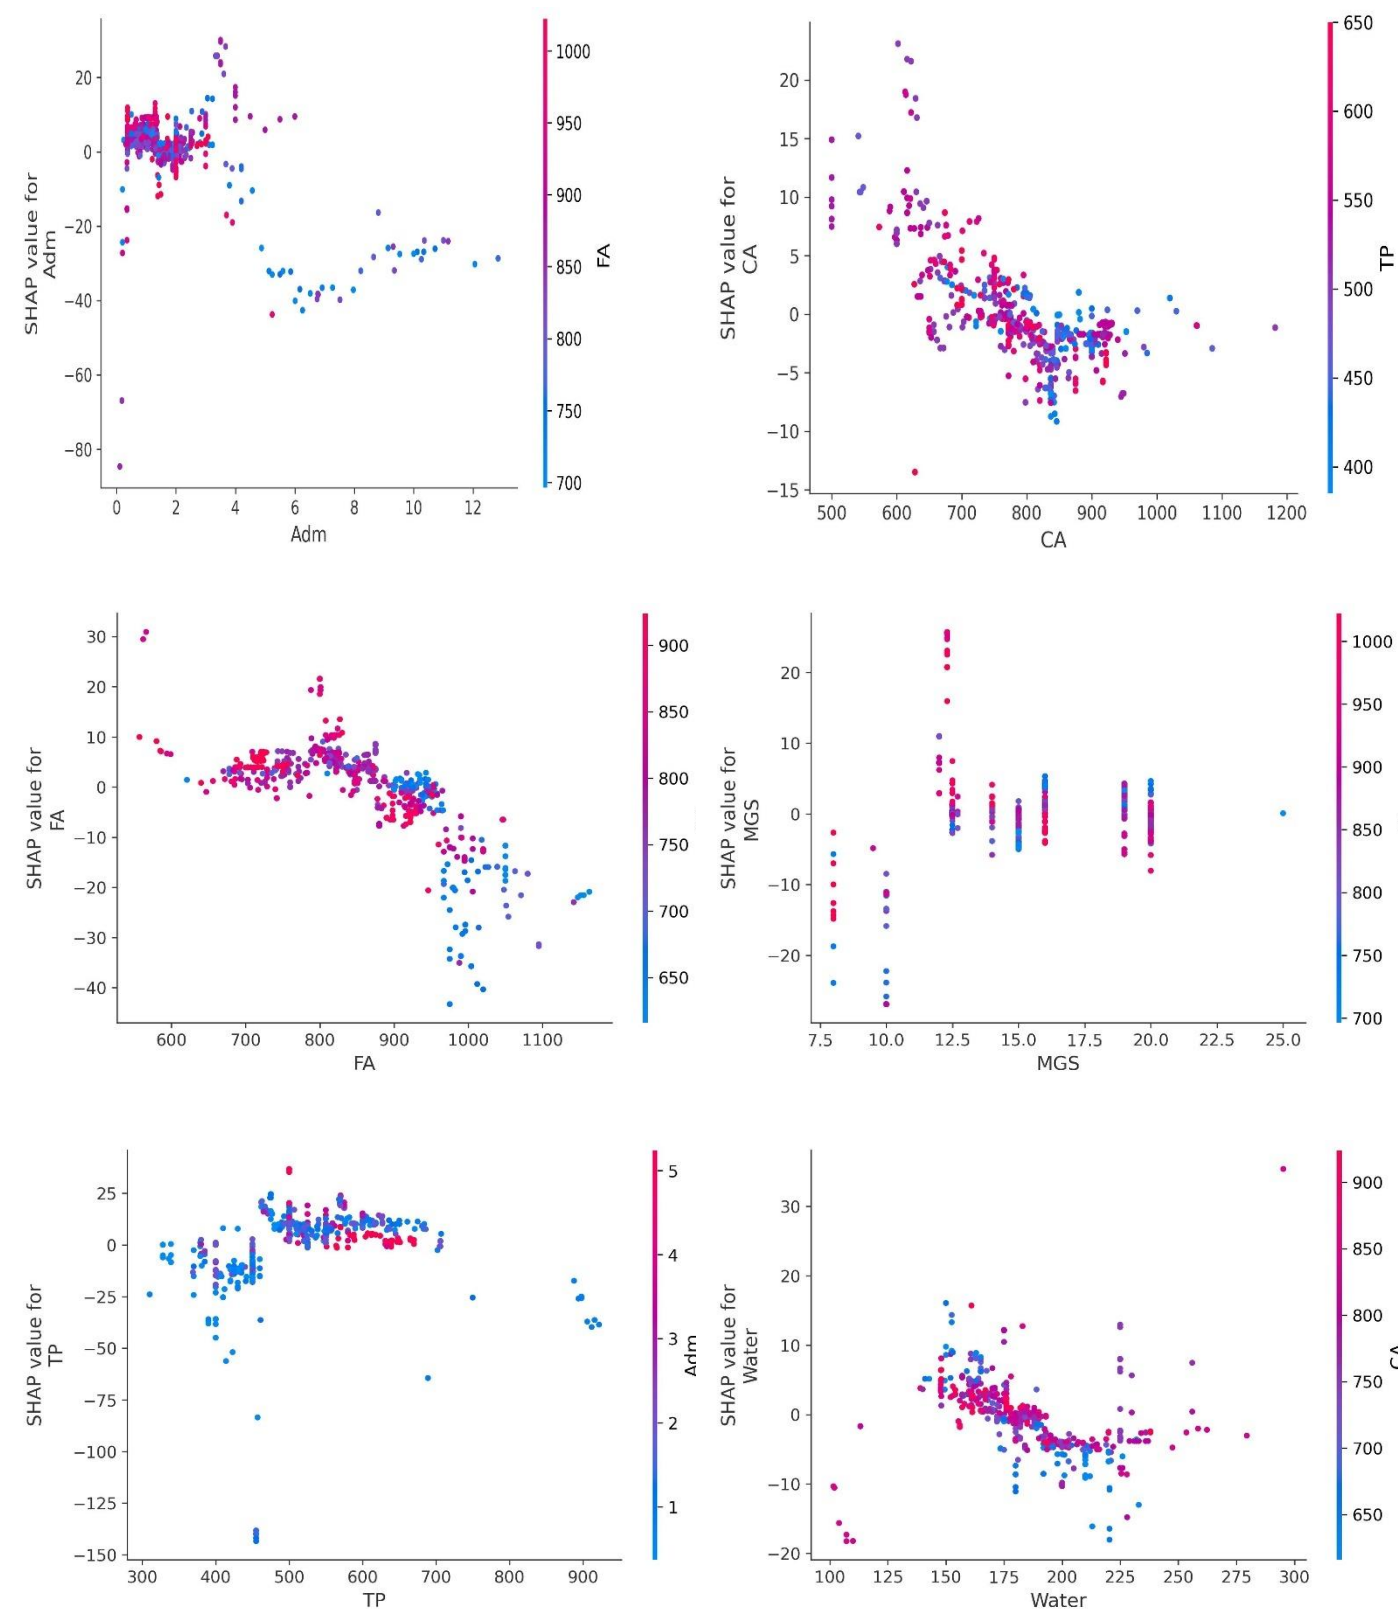 SHAP value for
Adm
20
0
−20
−40
−60
−80
0 2 4 6 8 10 12
Adm
1000
950
900
850
800
750
700
FA
SHAP value for
CA
20
15
10
5
0
−5
−10
−15
500 600 700 800 900 1000 1100 1200
CA
650
600
550
500
450
400
TP
SHAP value for
FA
30
20
10
0
−10
−20
−30
−40
600 700 800 900 1000 1100
FA
900
850
800
750
700
650
SHAP value for
MGS
20
10
0
−10
−20
7.5 10.0 12.5 15.0 17.5 20.0 22.5 25.0
MGS
1000
950
900
850
800
750
700
SHAP value for
TP
25
0
−25
−50
−75
−100
−125
−150
300 400 500 600 700 800 900
TP
5
4
3
2
1
Adm
SHAP value for
Water
30
20
10
0
−10
−20
100 125 150 175 200 225 250 275 300
Water
900
850
800
750
700
650
CA